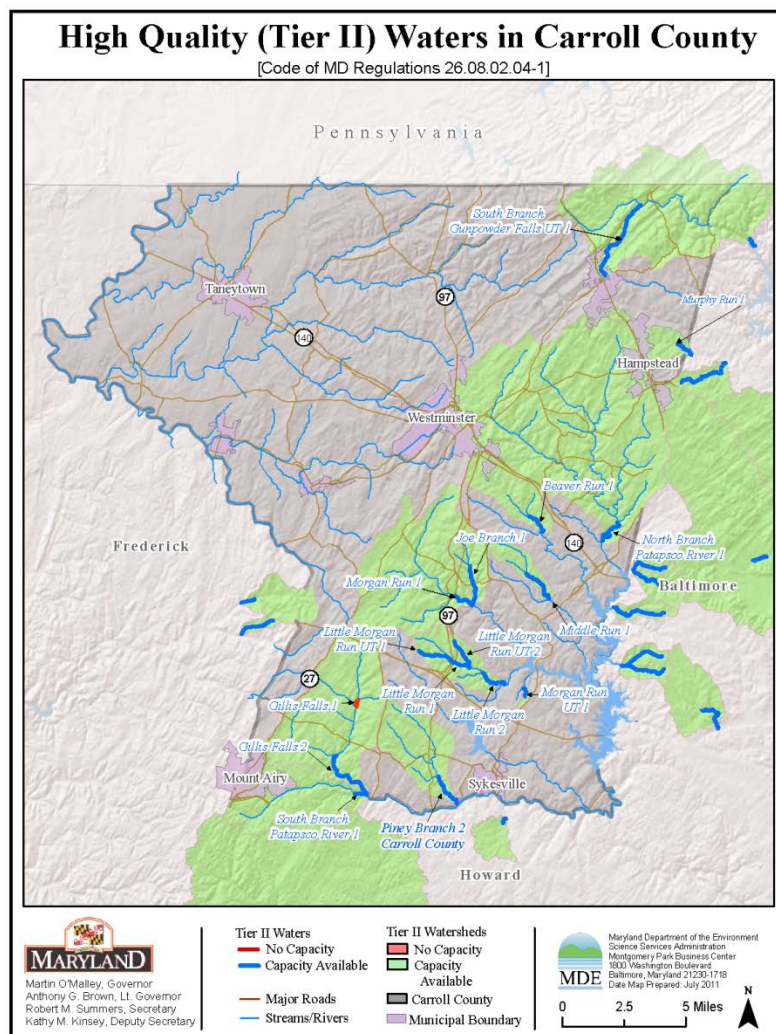 High Quality (Tier II) Waters in Carroll County
[Code of MD Regulations 26.08.02.04-1]
Pennsylvania
South Branch
Gunpowder Falls UT 1
Taneytown
97
Murphy Run 1
140
Hampstead
Westminster
Beaver Run 1
Frederick
Joe Branch 1
140
North Branch
Patapsco River 1
Morgan Run 1
Baltimore
97
Middle Run 1
Little Morgan
Run UT 1
Little Morgan
Run UT 2
27
Gillis Falls 1
Little Morgan
Run 1
Little Morgan
Run 2
Morgan Run
UT 1
Gillis Falls 2
Mount Airy
Sykesville
South Branch
Patapsco River 1
Piney Branch 2
Carroll County
Howard
MARYLAND
Martin O'Malley, Governor
Anthony G. Brown, Lt. Governor
Robert M. Summers, Secretary
Kathy M. Kinsey, Deputy Secretary
Tier II Waters
No Capacity
Capacity Available
Major Roads
Streams/Rivers
Tier II Watersheds
No Capacity
Capacity
Available
Carroll County
Municipal Boundary
MDE
Maryland Department of the Environment
Science Services Administration
Montgomery Park Business Center
1800 Washington Boulevard
Baltimore, Maryland 21230-1718
Date Map Prepared: July 2011
0 2.5 5 Miles
N